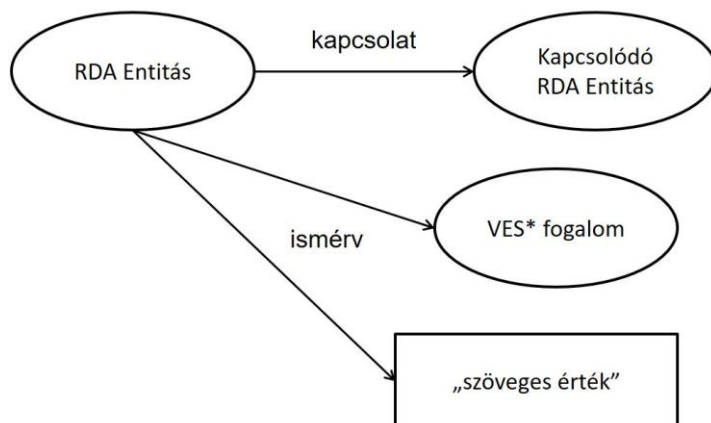 RDA Entitás
kapcsolat
Kapcsolódó
RDA Entitás
VES* fogalom
ismérv
„szöveges érték”